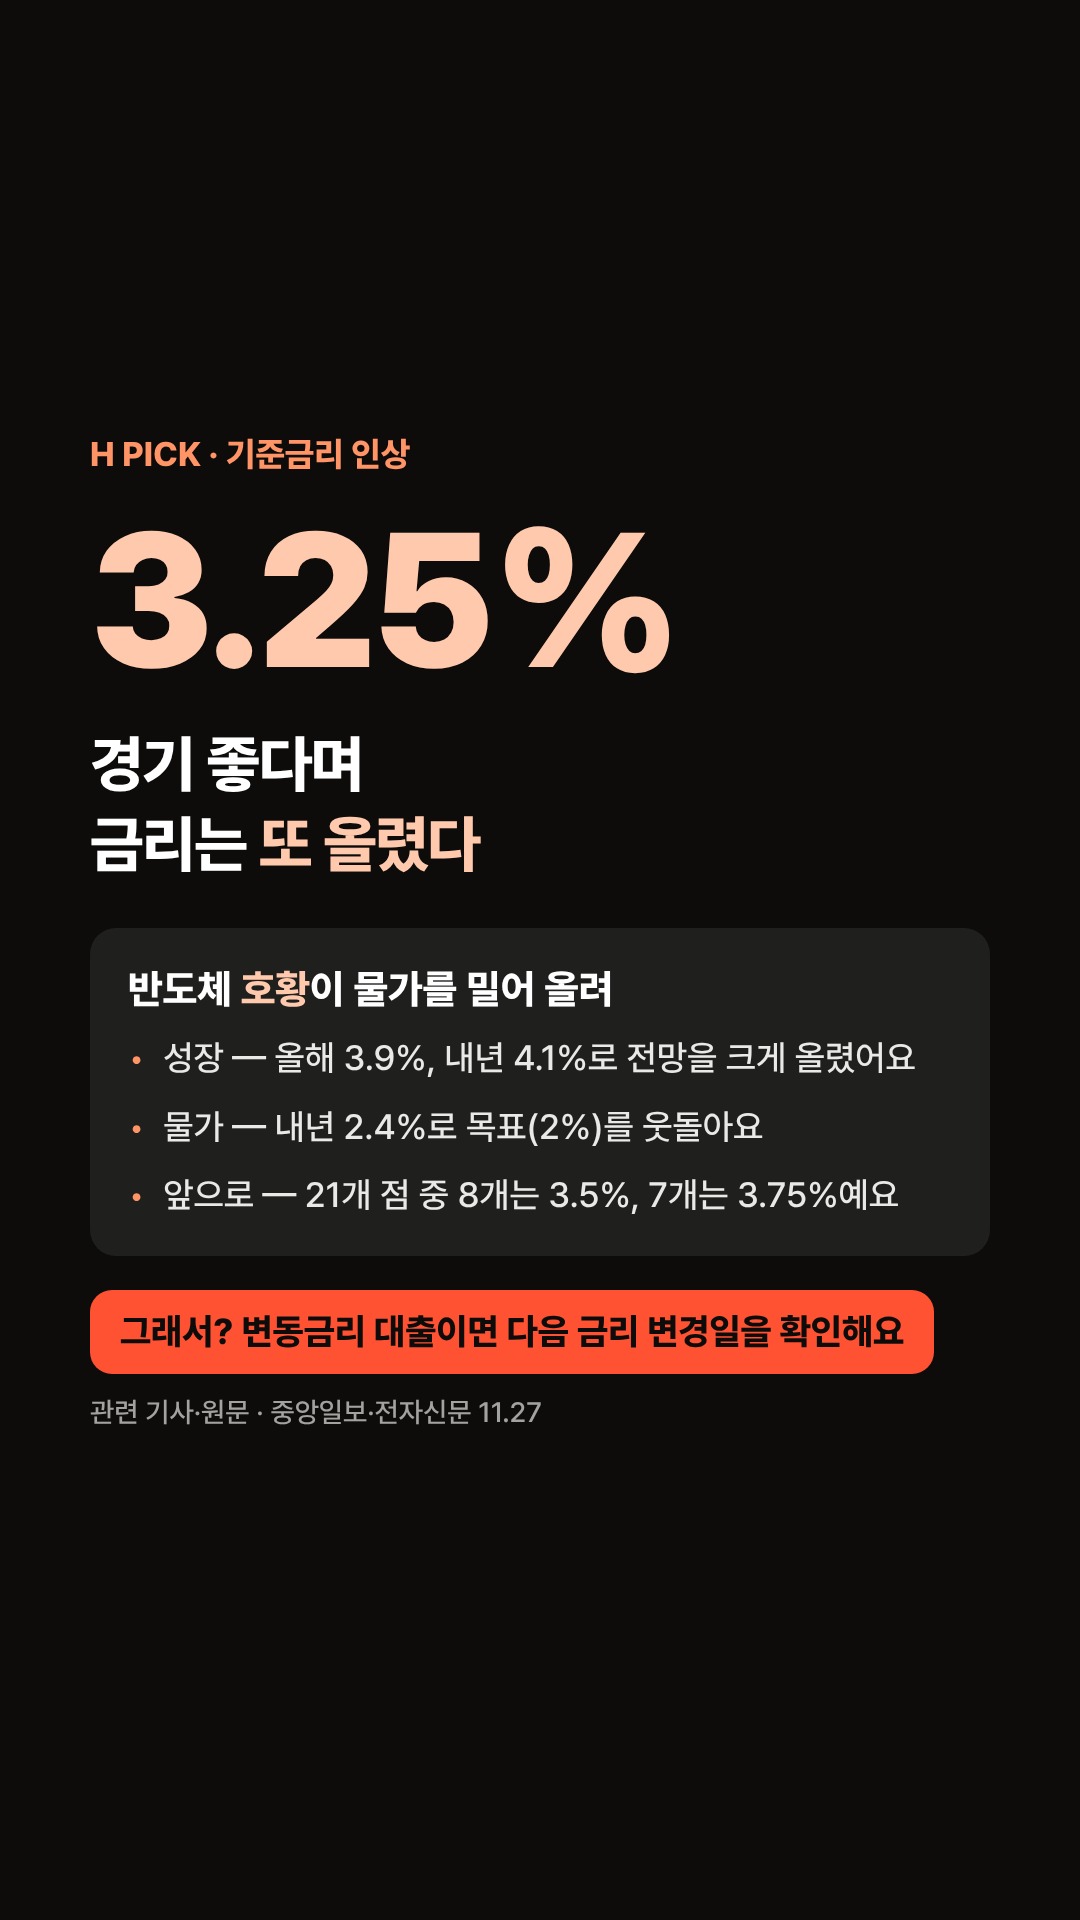 H PICK · 기준금리 인상
3.25%
경기 좋다며
금리는 또 올렸다
반도체 호황이 물가를 밀어 올려
• 성장 — 올해 3.9%, 내년 4.1%로 전망을 크게 올렸어요
• 물가 — 내년 2.4%로 목표(2%)를 웃돌아요
• 앞으로 — 21개 점 중 8개는 3.5%, 7개는 3.75%예요
그래서? 변동금리 대출이면 다음 금리 변경일을 확인해요
관련 기사·원문 · 중앙일보·전자신문 11.27